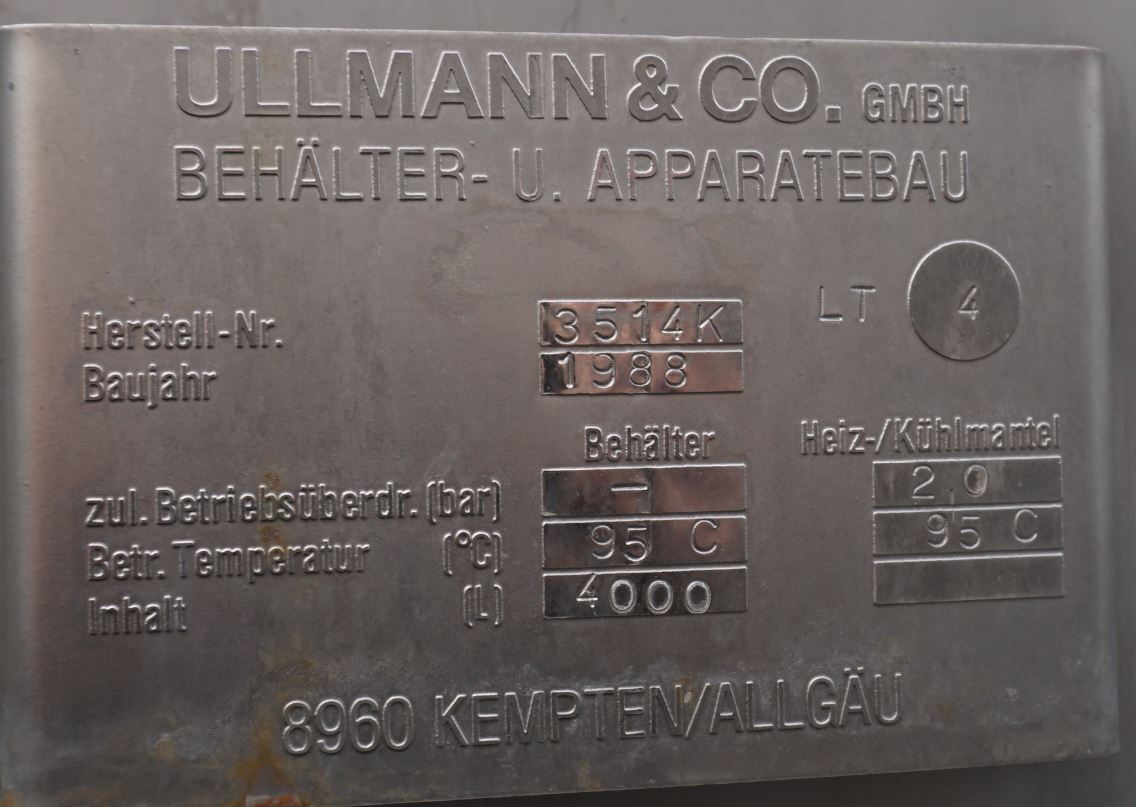 ULLMANN & CO. GMBH
BEHÄLTER- U. APPARATEBAU
LT 4
Herstell-Nr. 3514K
Baujahr 1988
Behälter Heiz-/Kühlmantel
zul. Betriebsüberdr. (bar) – 2,0
Betr. Temperatur (°C) 95 C 95 C
Inhalt (L) 4000
8960 KEMPTEN/ALLGÄU